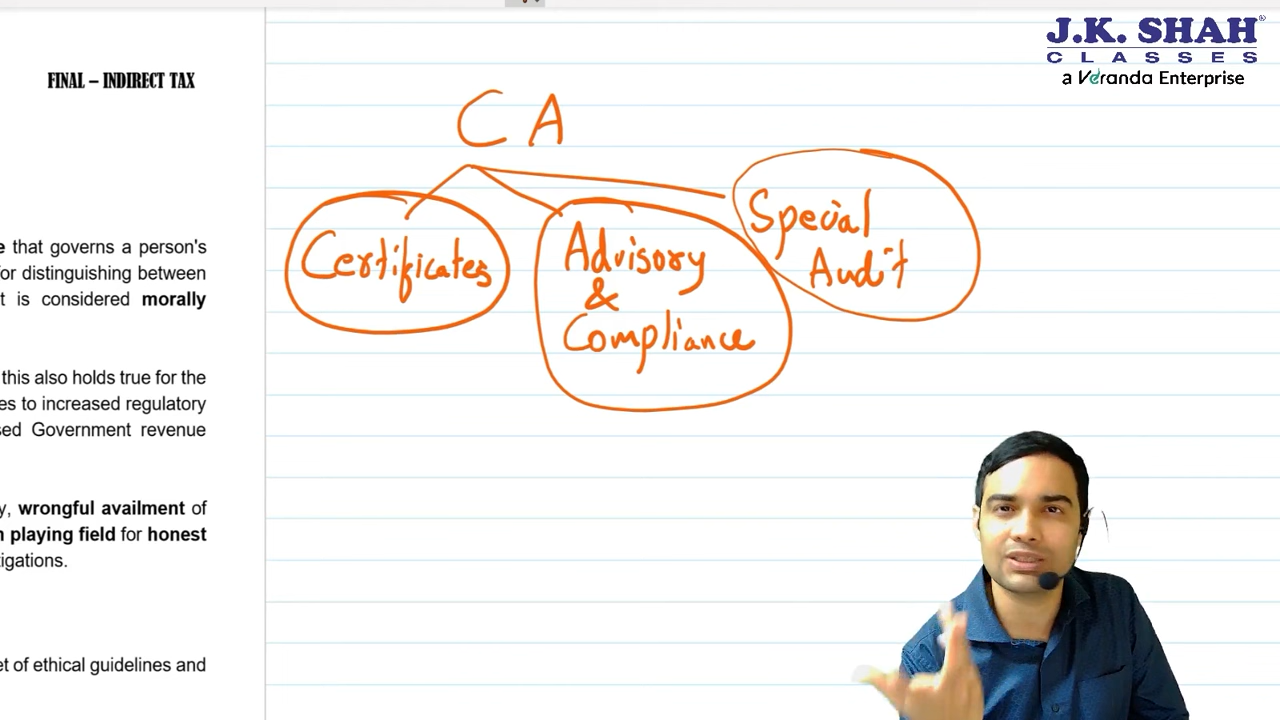 J.K. SHAH®
CLASSES
a Veranda Enterprise
FINAL – INDIRECT TAX
CA
Certificates
Advisory
&
Compliance
Special
Audit
that governs a person's
or distinguishing between
t is considered morally
this also holds true for the
es to increased regulatory
sed Government revenue
y, wrongful availment of
playing field for honest
tigations.
et of ethical guidelines and